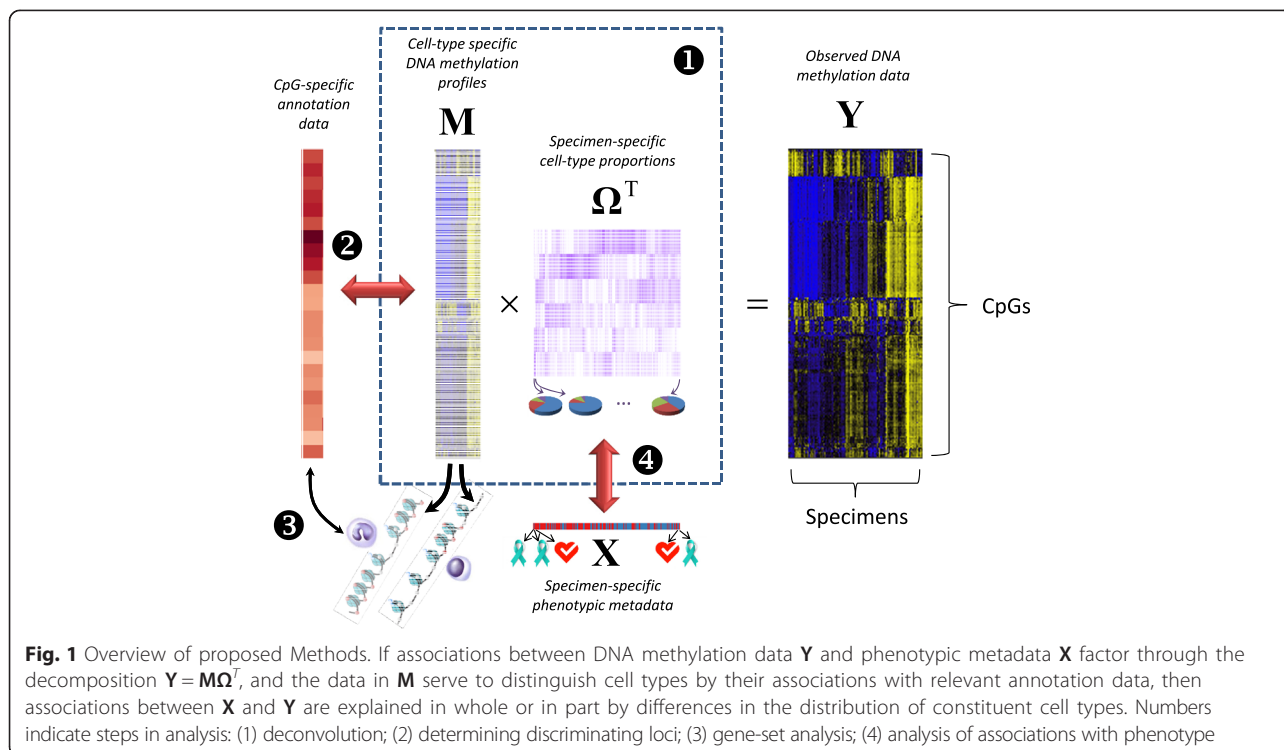 CpG-specific
annotation
data
Cell-type specific
DNA methylation
profiles
M
❶
Specimen-specific
cell-type proportions
Ω^T
Observed DNA
methylation data
Y
❷
×
=
CpGs
...
❹
Specimens
❸
X
Specimen-specific
phenotypic metadata
Fig. 1 Overview of proposed Methods. If associations between DNA methylation data Y and phenotypic metadata X factor through the
decomposition Y = MΩ^T, and the data in M serve to distinguish cell types by their associations with relevant annotation data, then
associations between X and Y are explained in whole or in part by differences in the distribution of constituent cell types. Numbers
indicate steps in analysis: (1) deconvolution; (2) determining discriminating loci; (3) gene-set analysis; (4) analysis of associations with phenotype